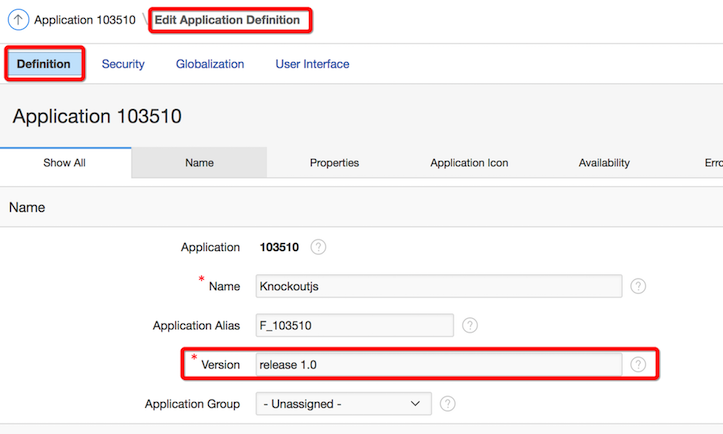 Application 103510 \ Edit Application Definition
Definition Security Globalization User Interface
Application 103510
Show All Name Properties Application Icon Availability Erro
Name
Application 103510 ?
* Name Knockoutjs ?
Application Alias F_103510 ?
* Version release 1.0 ?
Application Group - Unassigned - ?